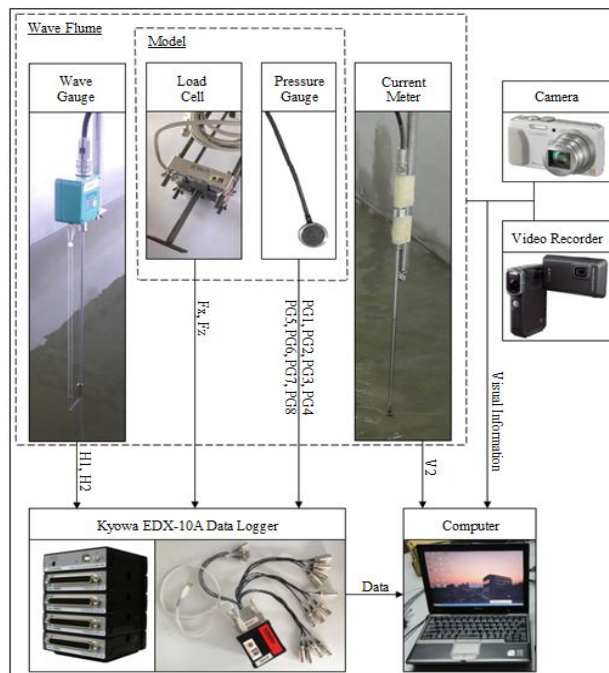 Wave Flume
Model
Wave
Gauge
Load
Cell
Pressure
Gauge
Current
Meter
Camera
Video Recorder
Fx, Fz
PG1, PG2, PG3, PG4
PG5, PG6, PG7, PG8
Visual Information
H1, H2
V2
Kyowa EDX-10A Data Logger
Computer
Data